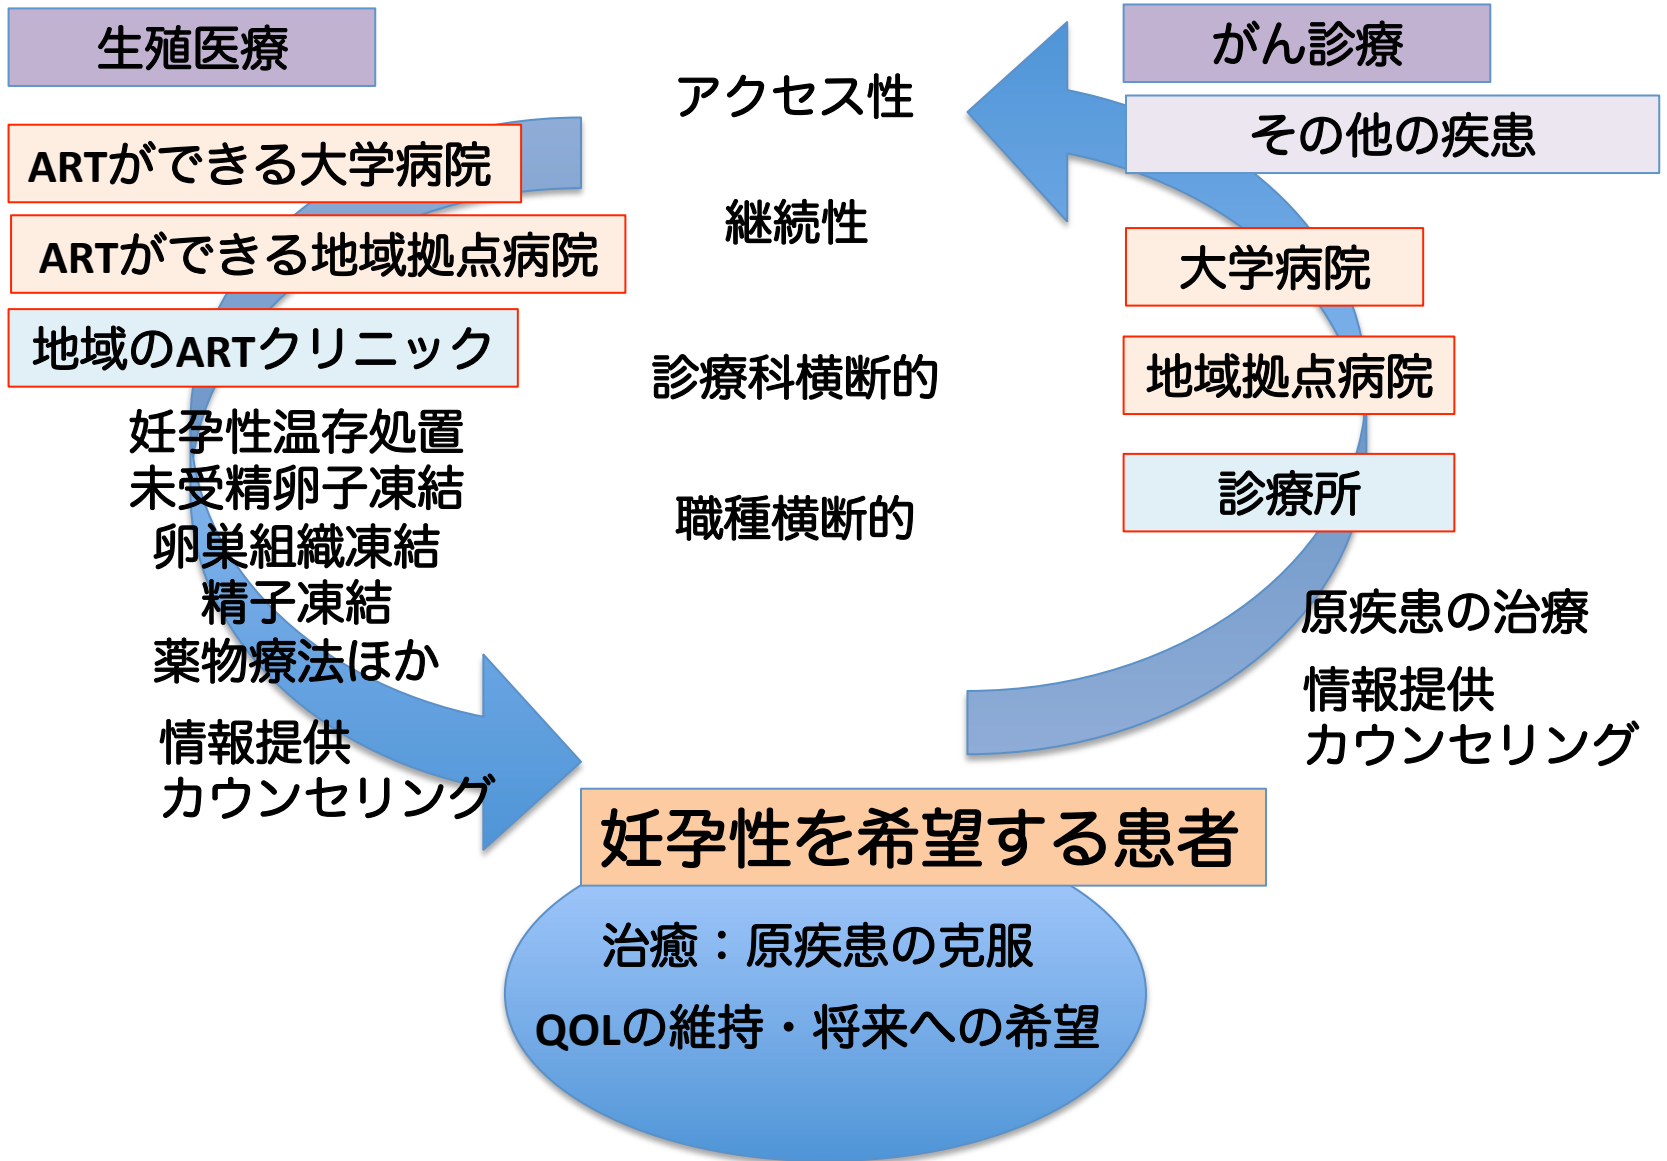 生殖医療
ARTができる大学病院
ARTができる地域拠点病院
地域のARTクリニック
妊孕性温存処置
未受精卵子凍結
卵巣組織凍結
精子凍結
薬物療法ほか
情報提供
カウンセリング
アクセス性
継続性
診療科横断的
職種横断的
がん診療
その他の疾患
大学病院
地域拠点病院
診療所
原疾患の治療
情報提供
カウンセリング
妊孕性を希望する患者
治癒：原疾患の克服
QOLの維持・将来への希望